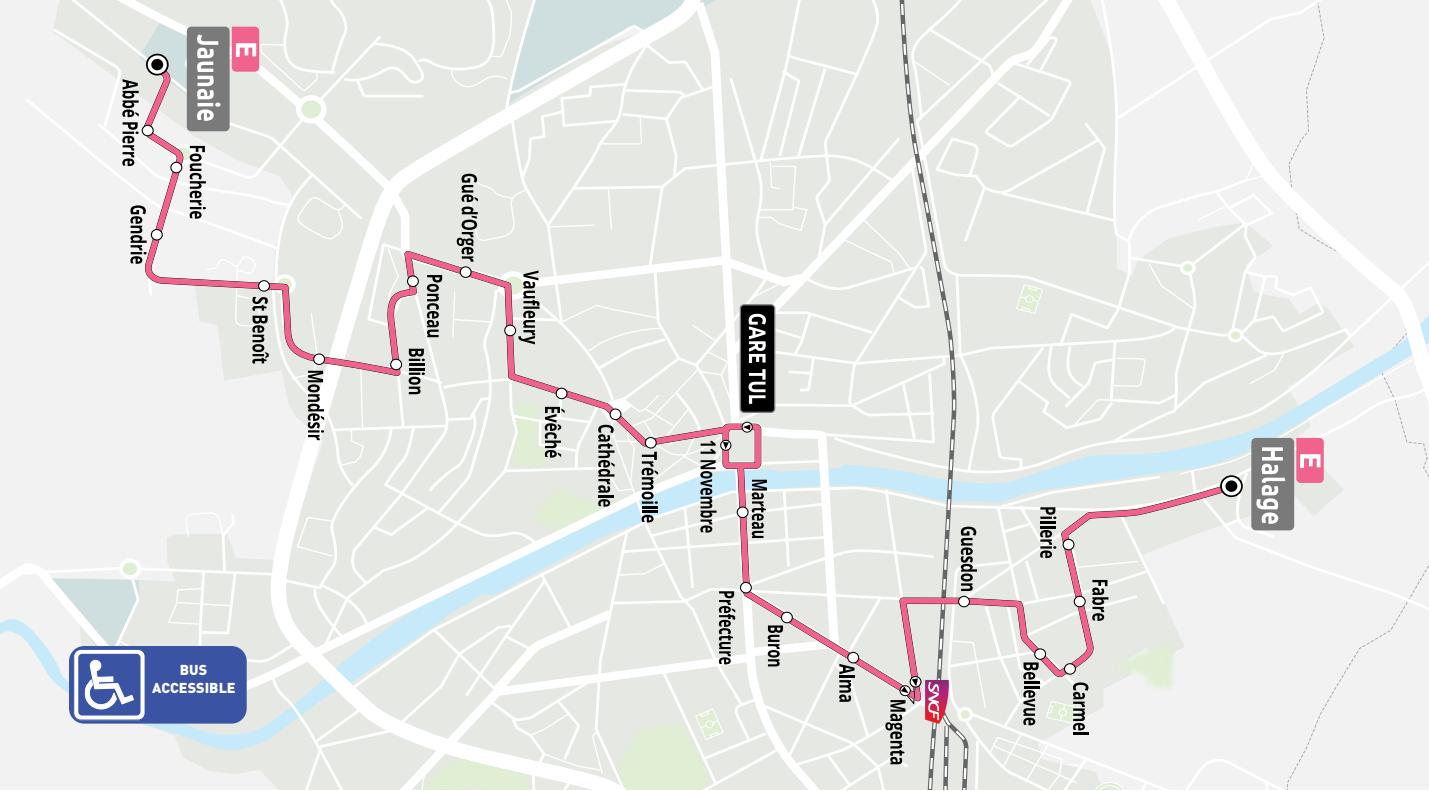 E
Jaunaie
Abbé Pierre
Foucherie
Gendrie
St Benoît
Mondésir
Billion
Ponceau
Gué d'Orger
Vaufleury
Évêché
Cathédrale
Trémoille
11 Novembre
GARE TUL
Marteau
Préfecture
Buron
Alma
Magenta
SNCF
Guesdon
Bellevue
Carmel
Fabre
Pillerie
E
Halage
BUS
ACCESSIBLE